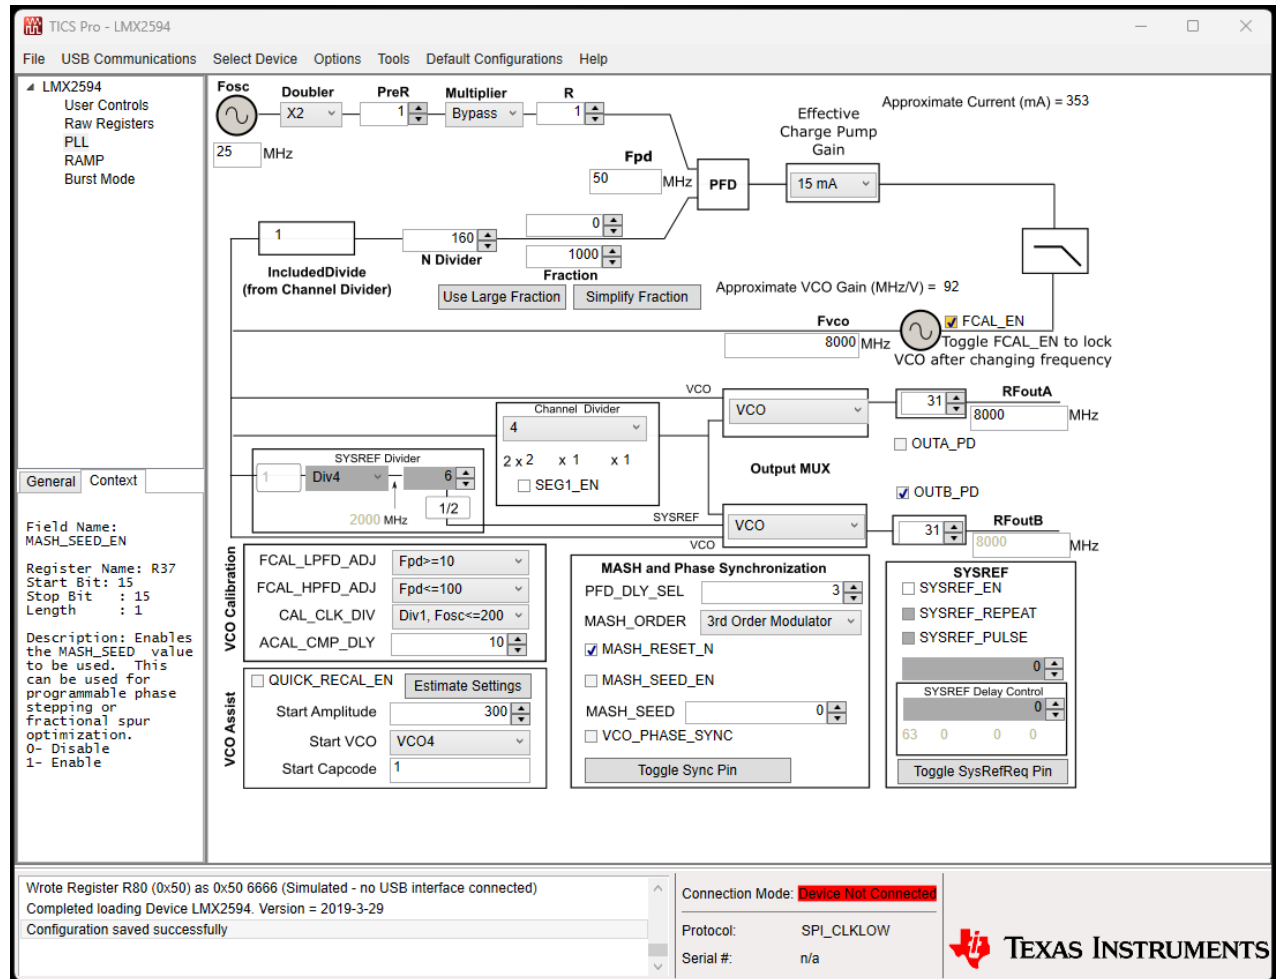 TICS Pro - LMX2594
File USB Communications Select Device Options Tools Default Configurations Help
LMX2594
User Controls
Raw Registers
PLL
RAMP
Burst Mode
General Context
Field Name:
MASH_SEED_EN
Register Name: R37
Start Bit: 15
Stop Bit : 15
Length : 1
Description: Enables
the MASH_SEED value
to be used. This
can be used for
programmable phase
stepping or
fractional spur
optimization.
0- Disable
1- Enable
Fosc Doubler PreR Multiplier R
X2 1 Bypass 1
25 MHz
Approximate Current (mA) = 353
Effective
Charge Pump
Gain
15 mA
Fpd
50 MHz
PFD
1
IncludedDivide
(from Channel Divider)
160
N Divider
0
1000
Fraction
Use Large Fraction Simplify Fraction
Approximate VCO Gain (MHz/V) = 92
Fvco
8000 MHz
FCAL_EN
Toggle FCAL_EN to lock
VCO after changing frequency
VCO
VCO
31
RFoutA
8000 MHz
OUTA_PD
Channel Divider
4
2 x 2 x 1 x 1
SEG1_EN
SYSREF Divider
1 Div4 6
2000 MHz
1/2
Output MUX
OUTB_PD
SYSREF
VCO
VCO
31
RFoutB
8000 MHz
VCO Calibration
FCAL_LPFD_ADJ Fpd>=10
FCAL_HPFD_ADJ Fpd<=100
CAL_CLK_DIV Div1, Fosc<=200
ACAL_CMP_DLY 10
VCO Assist
QUICK_RECAL_EN Estimate Settings
Start Amplitude 300
Start VCO VCO4
Start Capcode 1
MASH and Phase Synchronization
PFD_DLY_SEL 3
MASH_ORDER 3rd Order Modulator
MASH_RESET_N
MASH_SEED_EN
MASH_SEED 0
VCO_PHASE_SYNC
Toggle Sync Pin
SYSREF
SYSREF_EN
SYSREF_REPEAT
SYSREF_PULSE
0
SYSREF Delay Control
0
63 0 0 0
Toggle SysRefReq Pin
Wrote Register R80 (0x50) as 0x50 6666 (Simulated - no USB interface connected)
Completed loading Device LMX2594. Version = 2019-3-29
Configuration saved successfully
Connection Mode: Device Not Connected
Protocol: SPI_CLKLOW
Serial #: n/a
TEXAS INSTRUMENTS